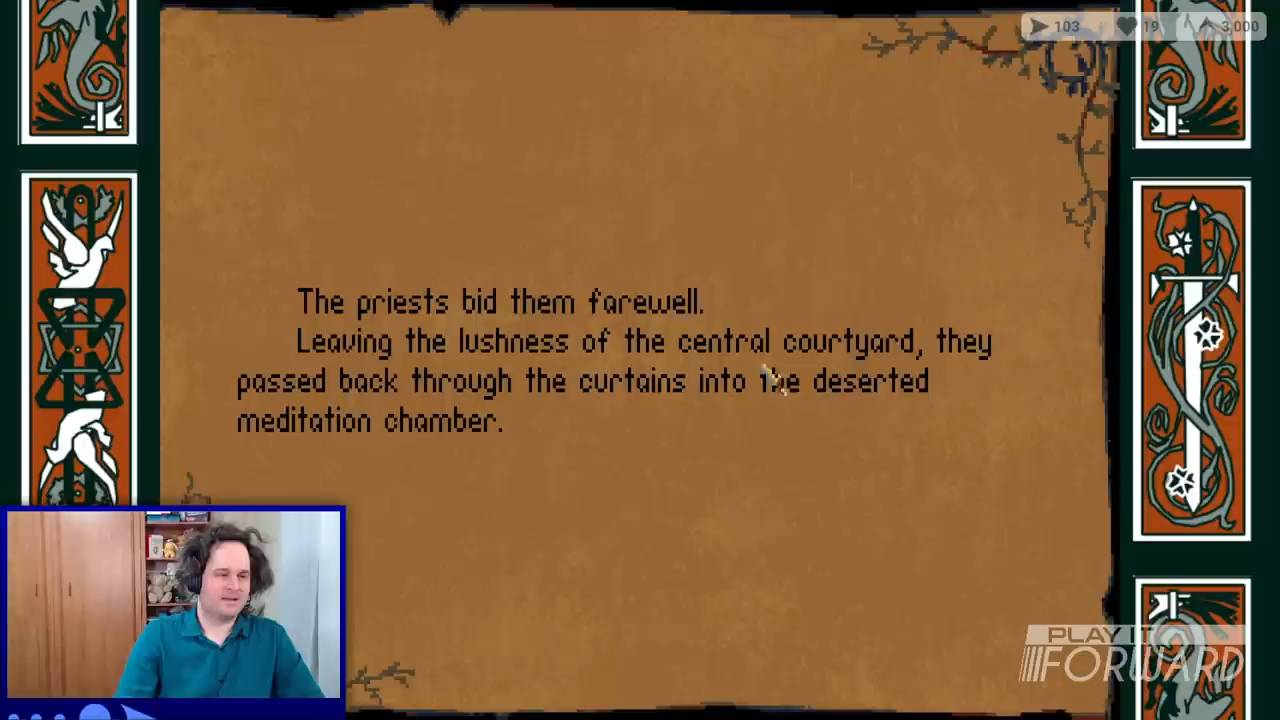 103 19 3,000
The priests bid them farewell.
Leaving the lushness of the central courtyard, they
passed back through the curtains into the deserted
meditation chamber.
PLAY IT
FORWARD